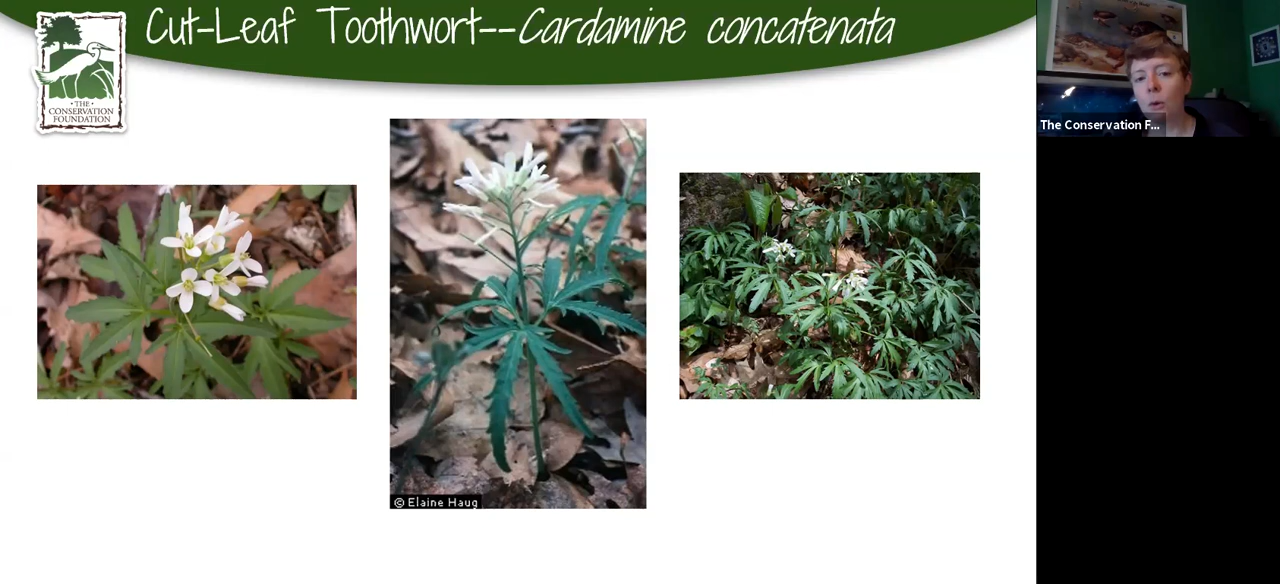 Cut-Leaf Toothwort--Cardamine concatenata
• THE •
CONSERVATION
FOUNDATION
The Conservation F...
© Elaine Haug